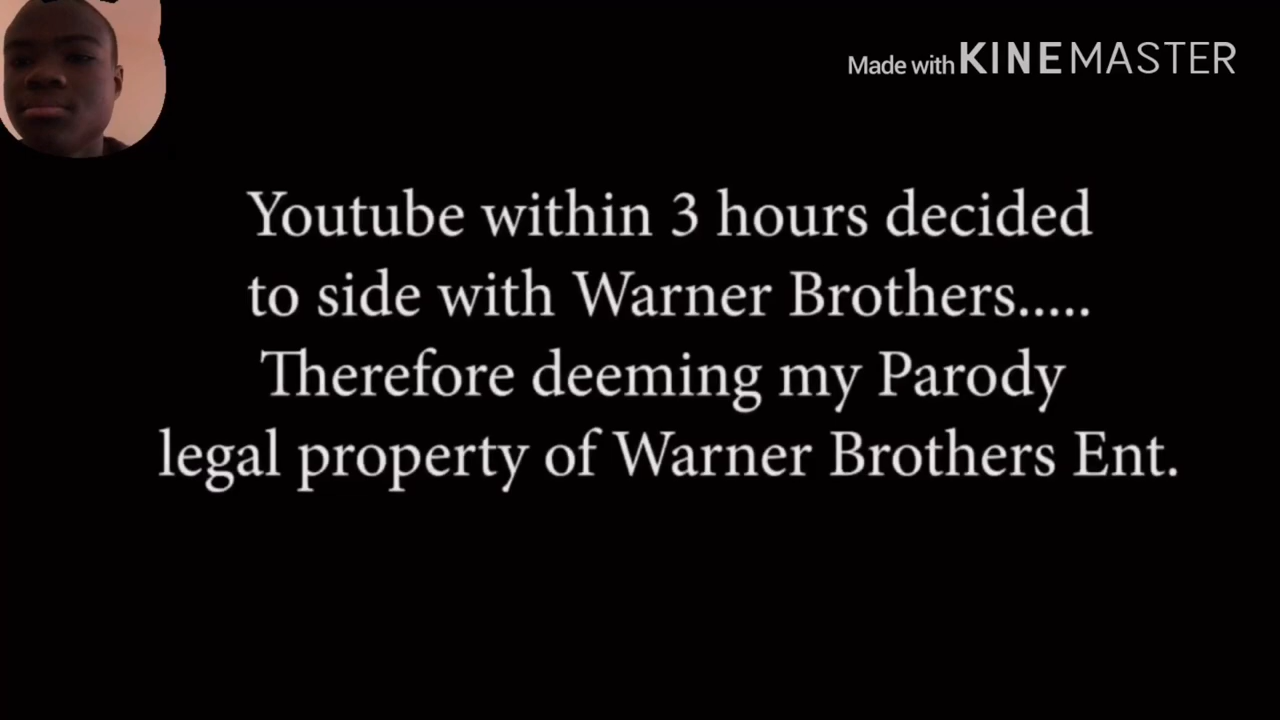 Made with KINEMASTER
Youtube within 3 hours decided
to side with Warner Brothers.....
Therefore deeming my Parody
legal property of Warner Brothers Ent.